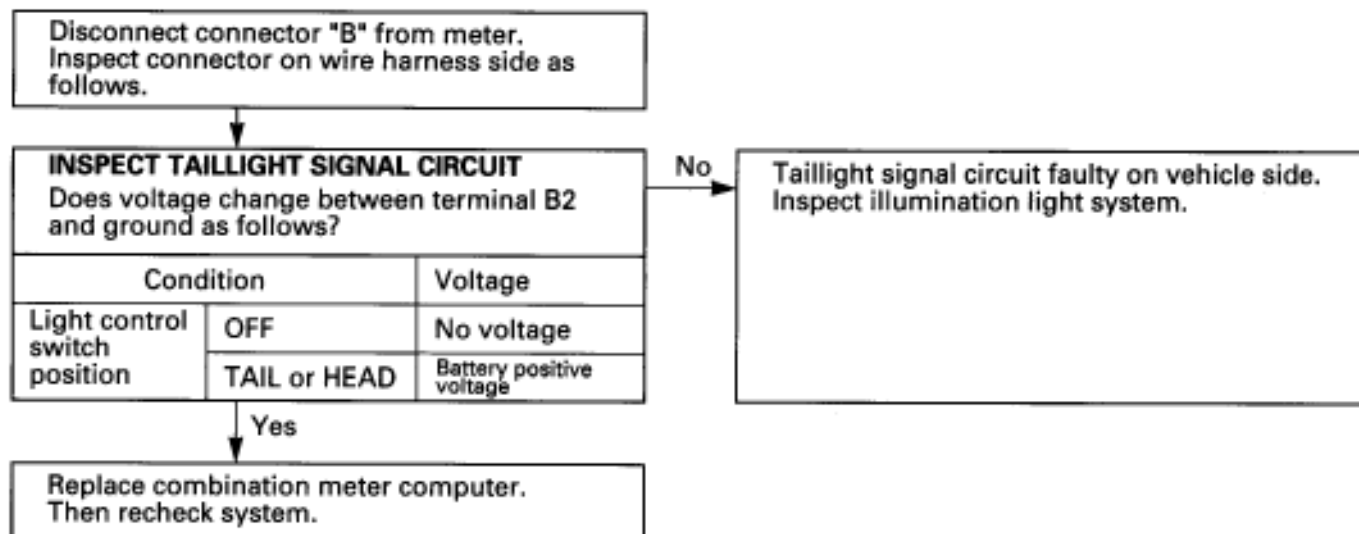 Disconnect connector "B" from meter.
Inspect connector on wire harness side as
follows.
INSPECT TAILLIGHT SIGNAL CIRCUIT
Does voltage change between terminal B2
and ground as follows?
No
Taillight signal circuit faulty on vehicle side.
Inspect illumination light system.
Condition
Voltage
Light control
switch
position
OFF
No voltage
TAIL or HEAD
Battery positive
voltage
Yes
Replace combination meter computer.
Then recheck system.